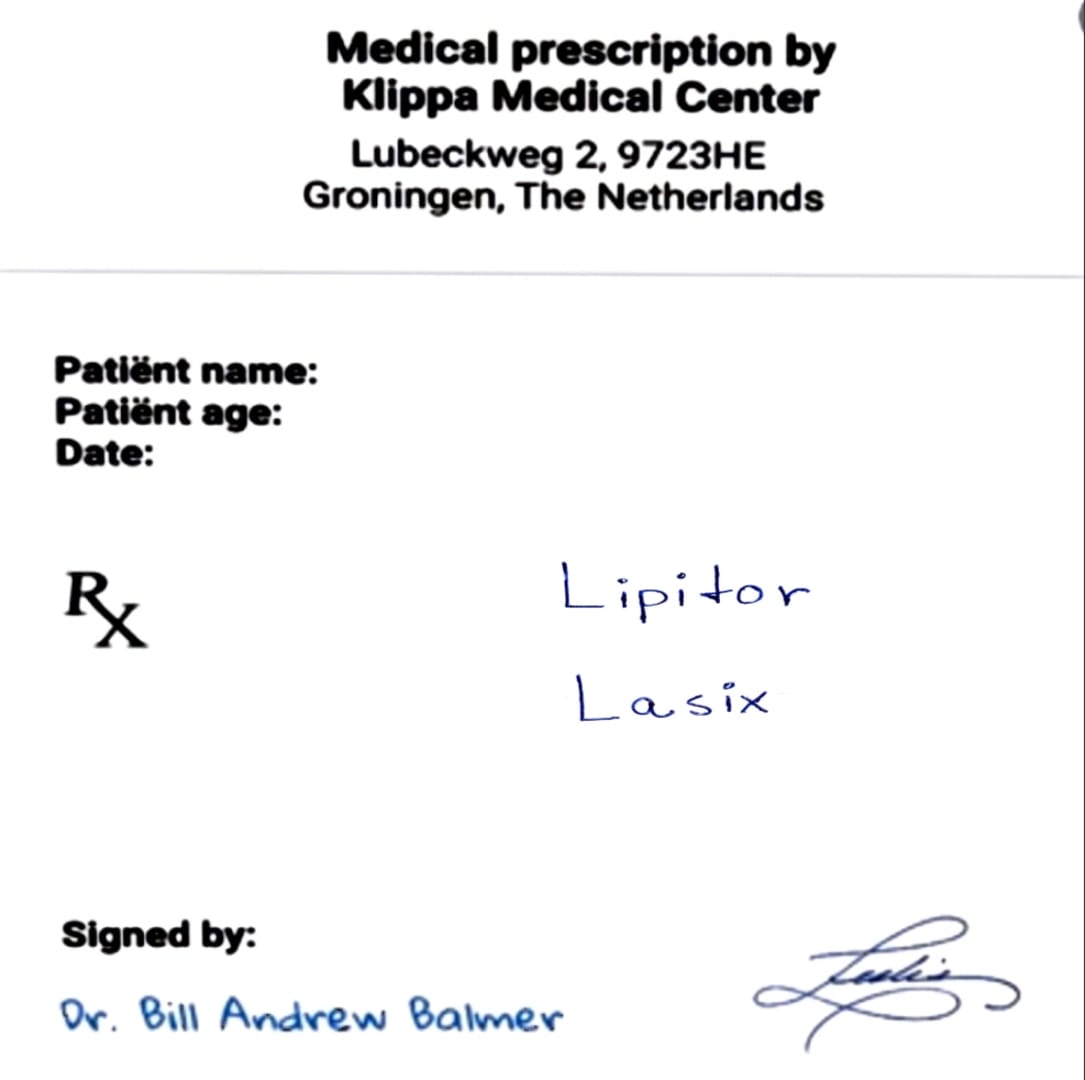 Medical prescription by
Klippa Medical Center
Lubeckweg 2, 9723HE
Groningen, The Netherlands
Patiënt name:
Patiënt age:
Date:
Rx
Lipitor
Lasix
Signed by:
Dr. Bill Andrew Balmer